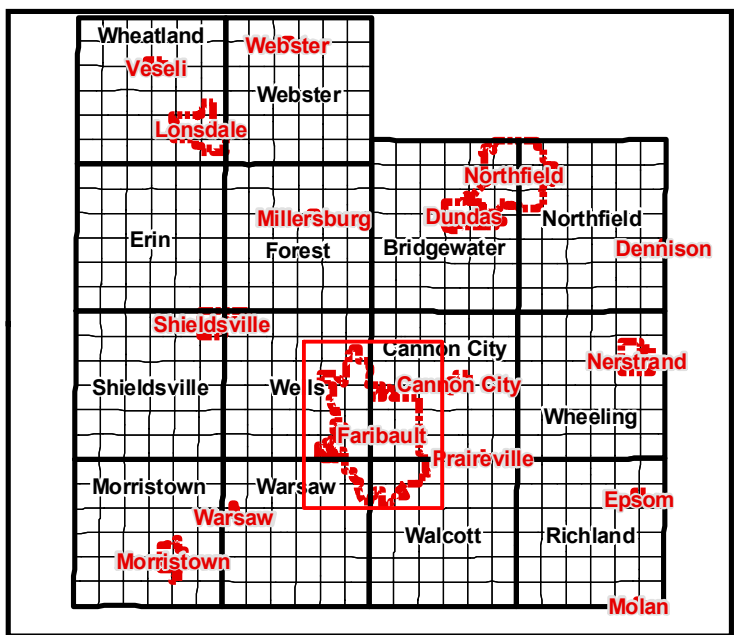 Wheatland
Webster
Veseli
Webster
Lonsdale
Northfield
Millersburg
Dundas
Northfield
Erin
Forest
Bridgewater
Dennison
Shieldsville
Cannon City
Nerstrand
Shieldsville
Wells
Cannon City
Wheeling
Faribault
Praireville
Morristown
Warsaw
Epsom
Warsaw
Walcott
Richland
Morristown
Molan